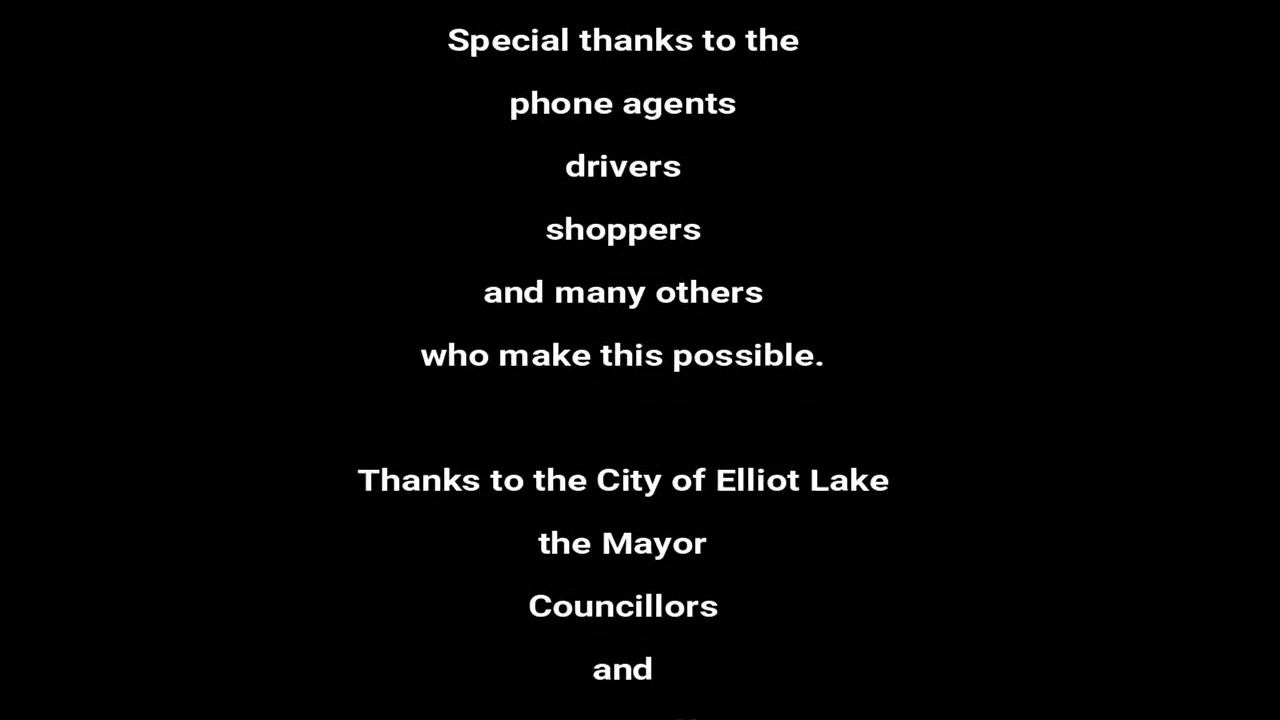 Special thanks to the
phone agents
drivers
shoppers
and many others
who make this possible.
Thanks to the City of Elliot Lake
the Mayor
Councillors
and